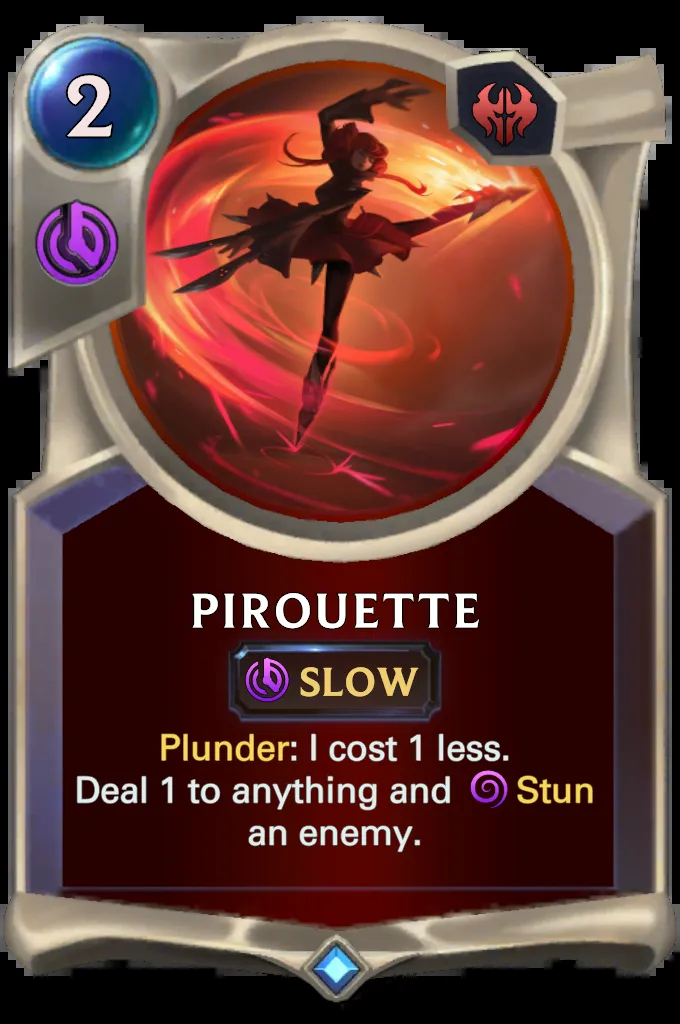 2
PIROUETTE
SLOW
Plunder: I cost 1 less.
Deal 1 to anything and Stun
an enemy.